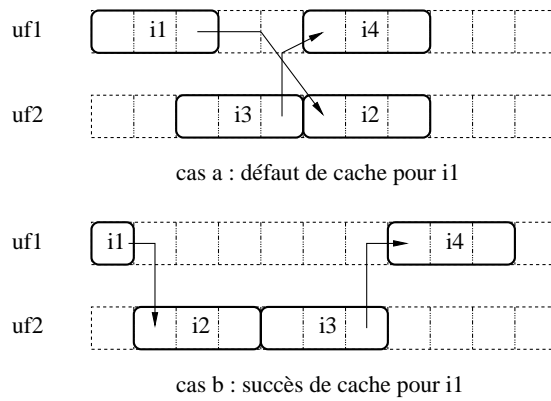 uf1 i1 i4
uf2 i3 i2
cas a : défaut de cache pour i1
uf1 i1 i4
uf2 i2 i3
cas b : succès de cache pour i1